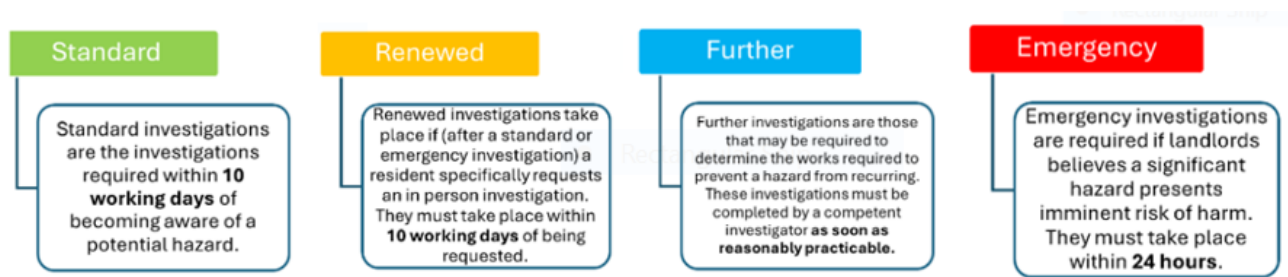 Standard
Standard investigations
are the investigations
required within 10
working days of
becoming aware of a
potential hazard.
Renewed
Renewed investigations take
place if (after a standard or
emergency investigation) a
resident specifically requests
an in person investigation.
They must take place within
10 working days of being
requested.
Further
Further investigations are those
that may be required to
determine the works required to
prevent a hazard from recurring.
These investigations must be
completed by a competent
investigator as soon as
reasonably practicable.
Emergency
Emergency investigations
are required if landlords
believes a significant
hazard presents
imminent risk of harm.
They must take place
within 24 hours.